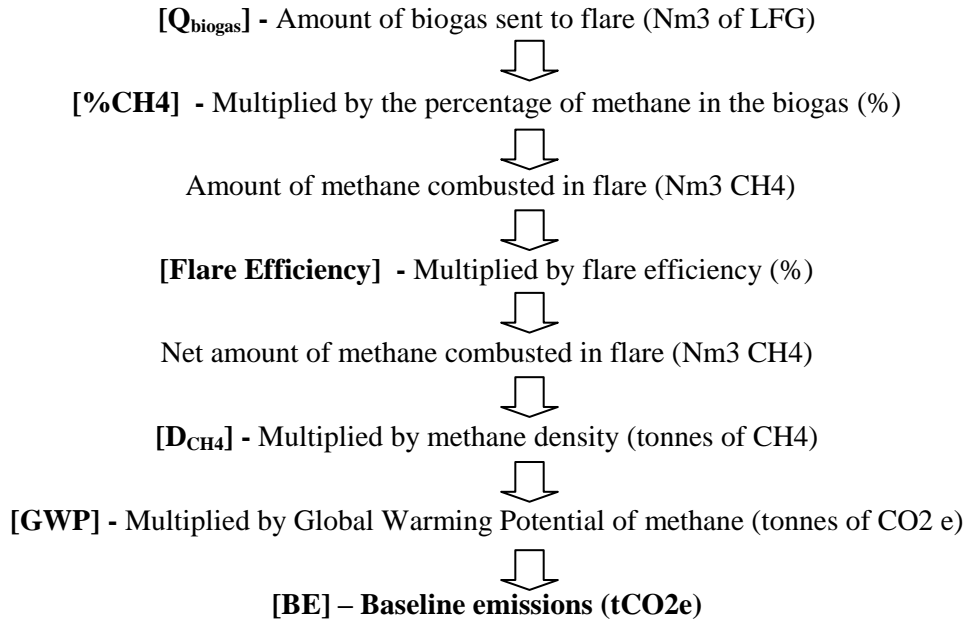 [Qbiogas] - Amount of biogas sent to flare (Nm3 of LFG)
[%CH4] - Multiplied by the percentage of methane in the biogas (%)
Amount of methane combusted in flare (Nm3 CH4)
[Flare Efficiency] - Multiplied by flare efficiency (%)
Net amount of methane combusted in flare (Nm3 CH4)
[DCH4] - Multiplied by methane density (tonnes of CH4)
[GWP] - Multiplied by Global Warming Potential of methane (tonnes of CO2 e)
[BE] – Baseline emissions (tCO2e)